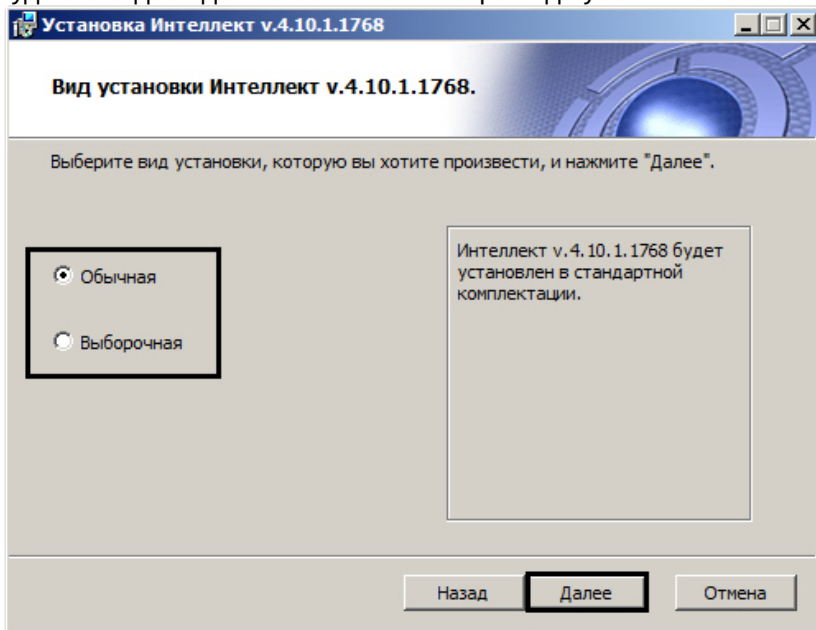 Установка Интеллект v.4.10.1.1768
Вид установки Интеллект v.4.10.1.1768.
Выберите вид установки, которую вы хотите произвести, и нажмите "Далее".
Обычная
Выборочная
Интеллект v.4.10.1.1768 будет
установлен в стандартной
комплектации.
Назад Далее Отмена